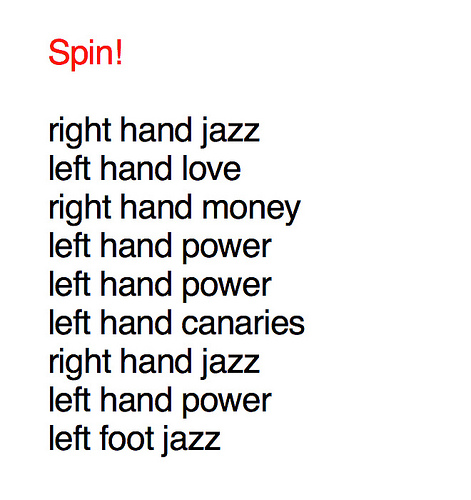 Spin!
right hand jazz
left hand love
right hand money
left hand power
left hand power
left hand canaries
right hand jazz
left hand power
left foot jazz